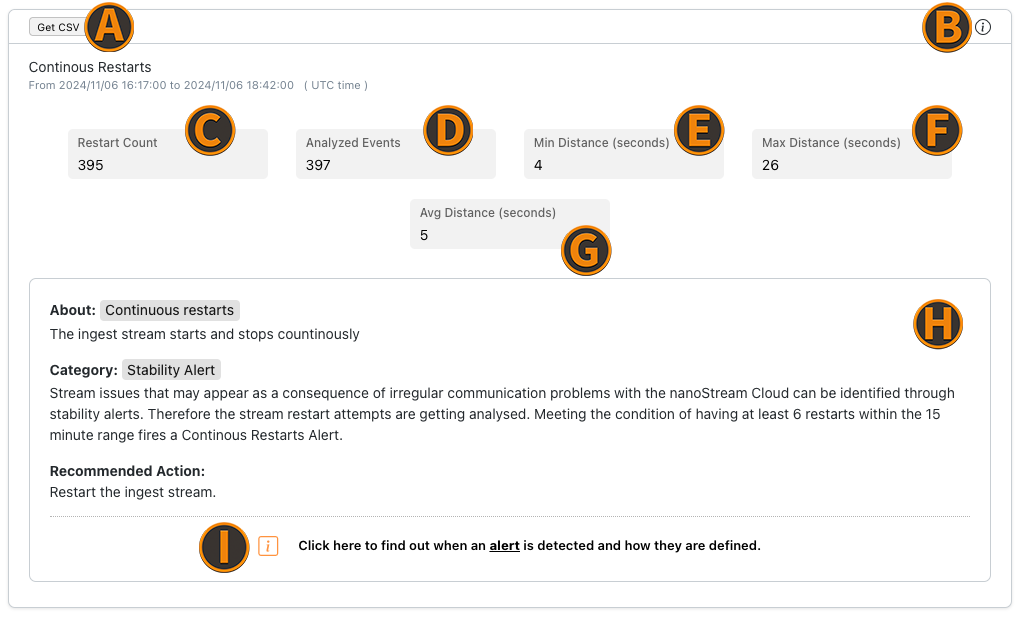 Get CSV A B i
Continous Restarts
From 2024/11/06 16:17:00 to 2024/11/06 18:42:00 ( UTC time )
Restart Count C
395
Analyzed Events D
397
Min Distance (seconds) E
4
Max Distance (seconds) F
26
Avg Distance (seconds)
5 G
About: Continuous restarts H
The ingest stream starts and stops countinously
Category: Stability Alert
Stream issues that may appear as a consequence of irregular communication problems with the nanoStream Cloud can be identified through
stability alerts. Therefore the stream restart attempts are getting analysed. Meeting the condition of having at least 6 restarts within the 15
minute range fires a Continous Restarts Alert.
Recommended Action:
Restart the ingest stream.
I i Click here to find out when an alert is detected and how they are defined.